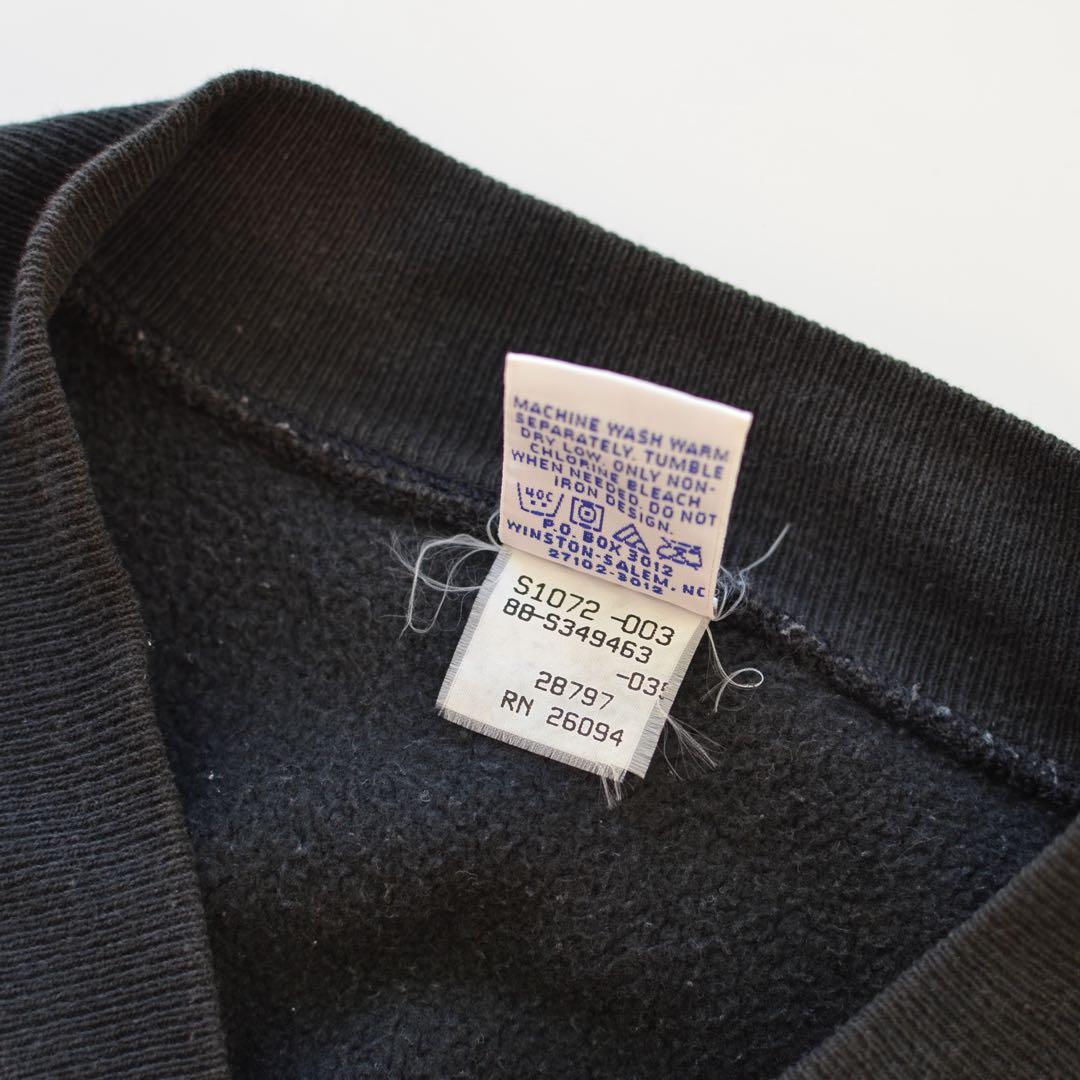 MACHINE WASH WARM
SEPARATELY. TUMBLE
DRY LOW. ONLY NON-
CHLORINE BLEACH
WHEN NEEDED. DO NOT
IRON DESIGN.
40C
P.O. BOX 3012
WINSTON-SALEM, NC
27102-3012
S1072 -003
88-S349463
-03
28797
RN 26094